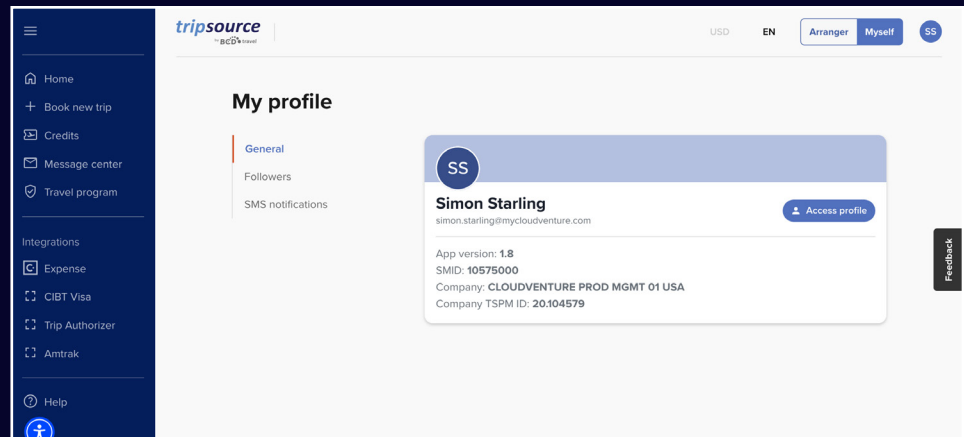 Home
Book new trip
Credits
Message center
Travel program
Integrations
Expense
CIBT Visa
Trip Authorizer
Amtrak
Help
tripsource
by BCD travel
USD
EN
Arranger
Myself
SS
My profile
General
Followers
SMS notifications
SS
Simon Starling
simon.starling@mycloudventure.com
Access profile
App version: 1.8
SMID: 10575000
Company: CLOUDVENTURE PROD MGMT 01 USA
Company TSPM ID: 20.104579
Feedback